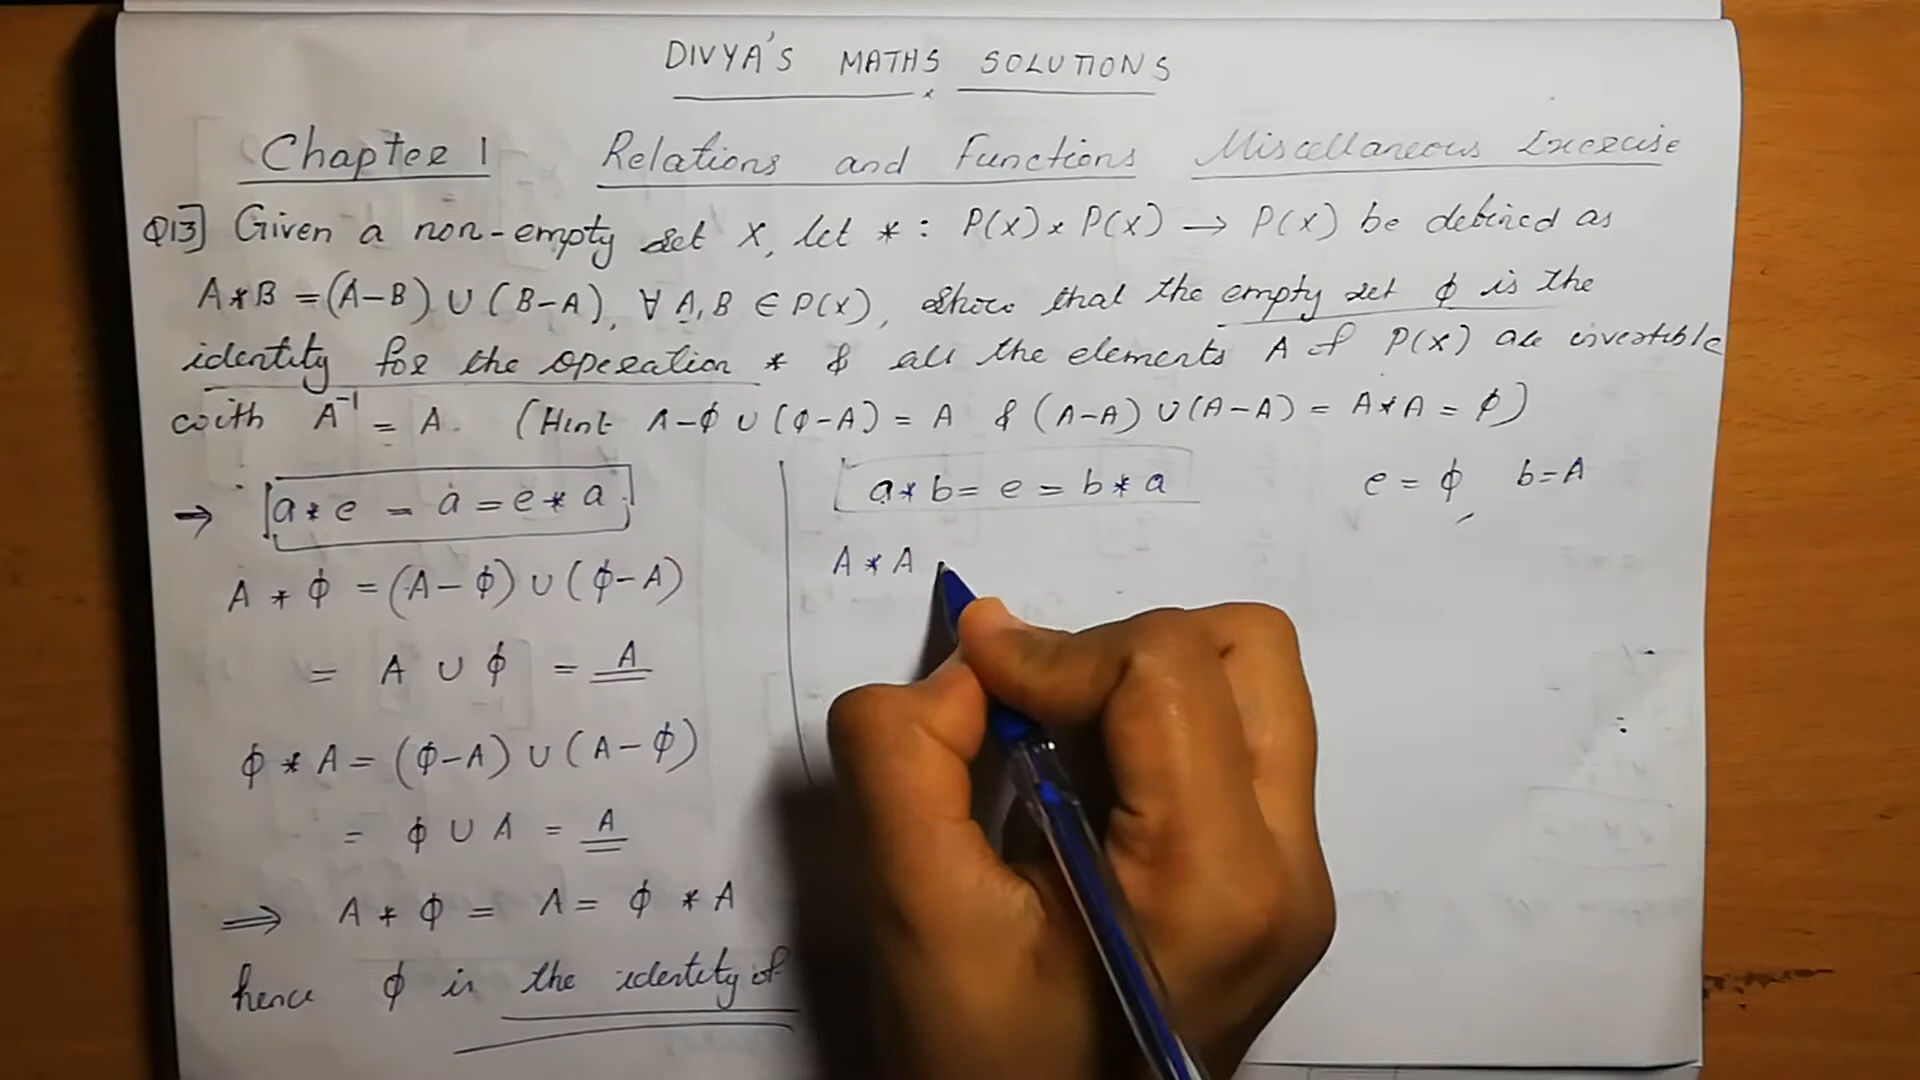 DIVYA'S MATHS SOLUTIONS
Chapter 1 Relations and Functions Miscellaneous Exercise
Q13] Given a non-empty set X, let * : P(X) × P(X) → P(X) be defined as
A*B = (A-B) ∪ (B-A), ∀ A, B ∈ P(X), Show that the empty set ϕ is the
identity for the operation * & all the elements A of P(X) are invertible
with A⁻¹ = A. (Hint A-ϕ ∪ (ϕ-A) = A & (A-A) ∪ (A-A) = A*A = ϕ)
⇒ a * e = a = e * a
A * ϕ = (A-ϕ) ∪ (ϕ-A)
= A ∪ ϕ = A
ϕ * A = (ϕ-A) ∪ (A-ϕ)
= ϕ ∪ A = A
⇒ A * ϕ = A = ϕ * A
hence ϕ is the identity of
a * b = e = b * a e = ϕ, b = A
A * A